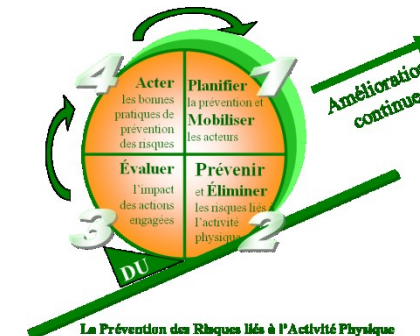 4
1
Acter
les bonnes
pratiques de
prévention
des risques
Planifier
la prévention et
Mobiliser
les acteurs
Évaluer
l'impact
des actions
engagées
Prévenir
et Éliminer
les risques liés à
l'activité
physique
3
2
DU
Amélioration
continue
La Prévention des Risques liés à l'Activité Physique